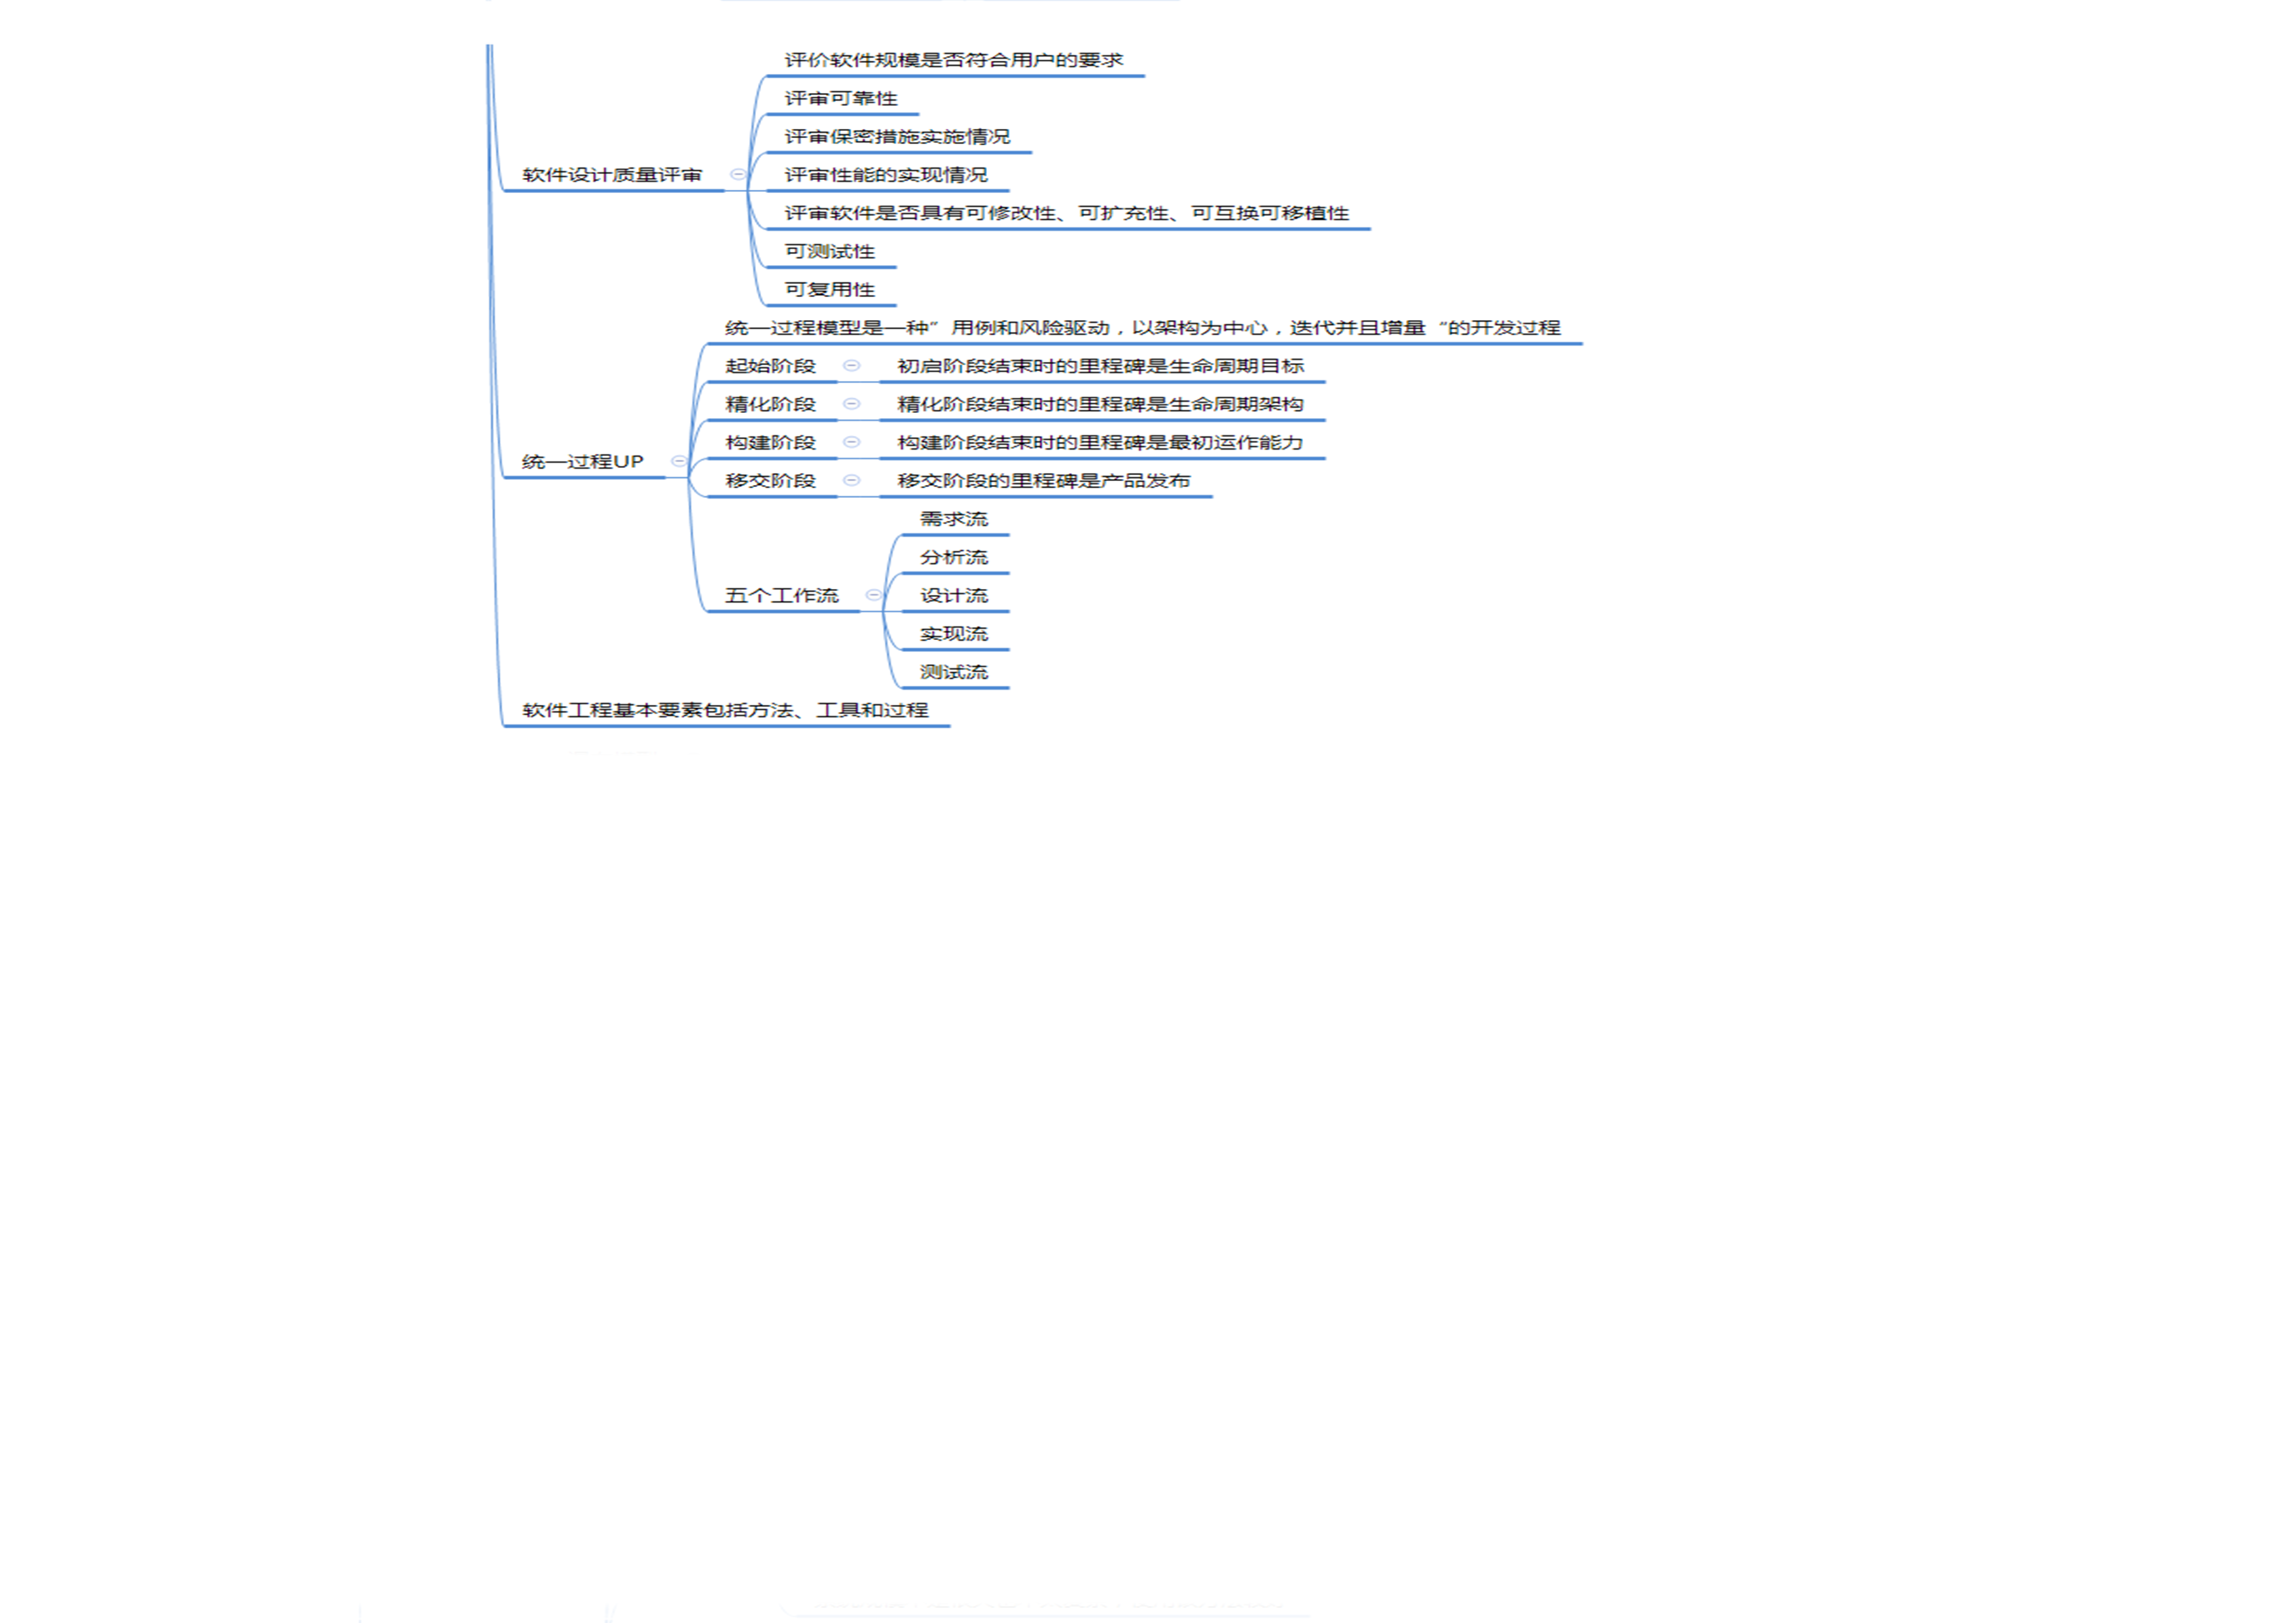 评价软件规模是否符合用户的要求
评审可靠性
评审保密措施实施情况
软件设计质量评审
评审性能的实现情况
评审软件是否具有可修改性、可扩充性、可互换可移植性
可测试性
可复用性
统一过程模型是一种”用例和风险驱动，以架构为中心，迭代并且增量“的开发过程
起始阶段 初启阶段结束时的里程碑是生命周期目标
精化阶段 精化阶段结束时的里程碑是生命周期架构
构建阶段 构建阶段结束时的里程碑是最初运作能力
统一过程UP
移交阶段 移交阶段的里程碑是产品发布
需求流
分析流
五个工作流 设计流
实现流
测试流
软件工程基本要素包括方法、工具和过程